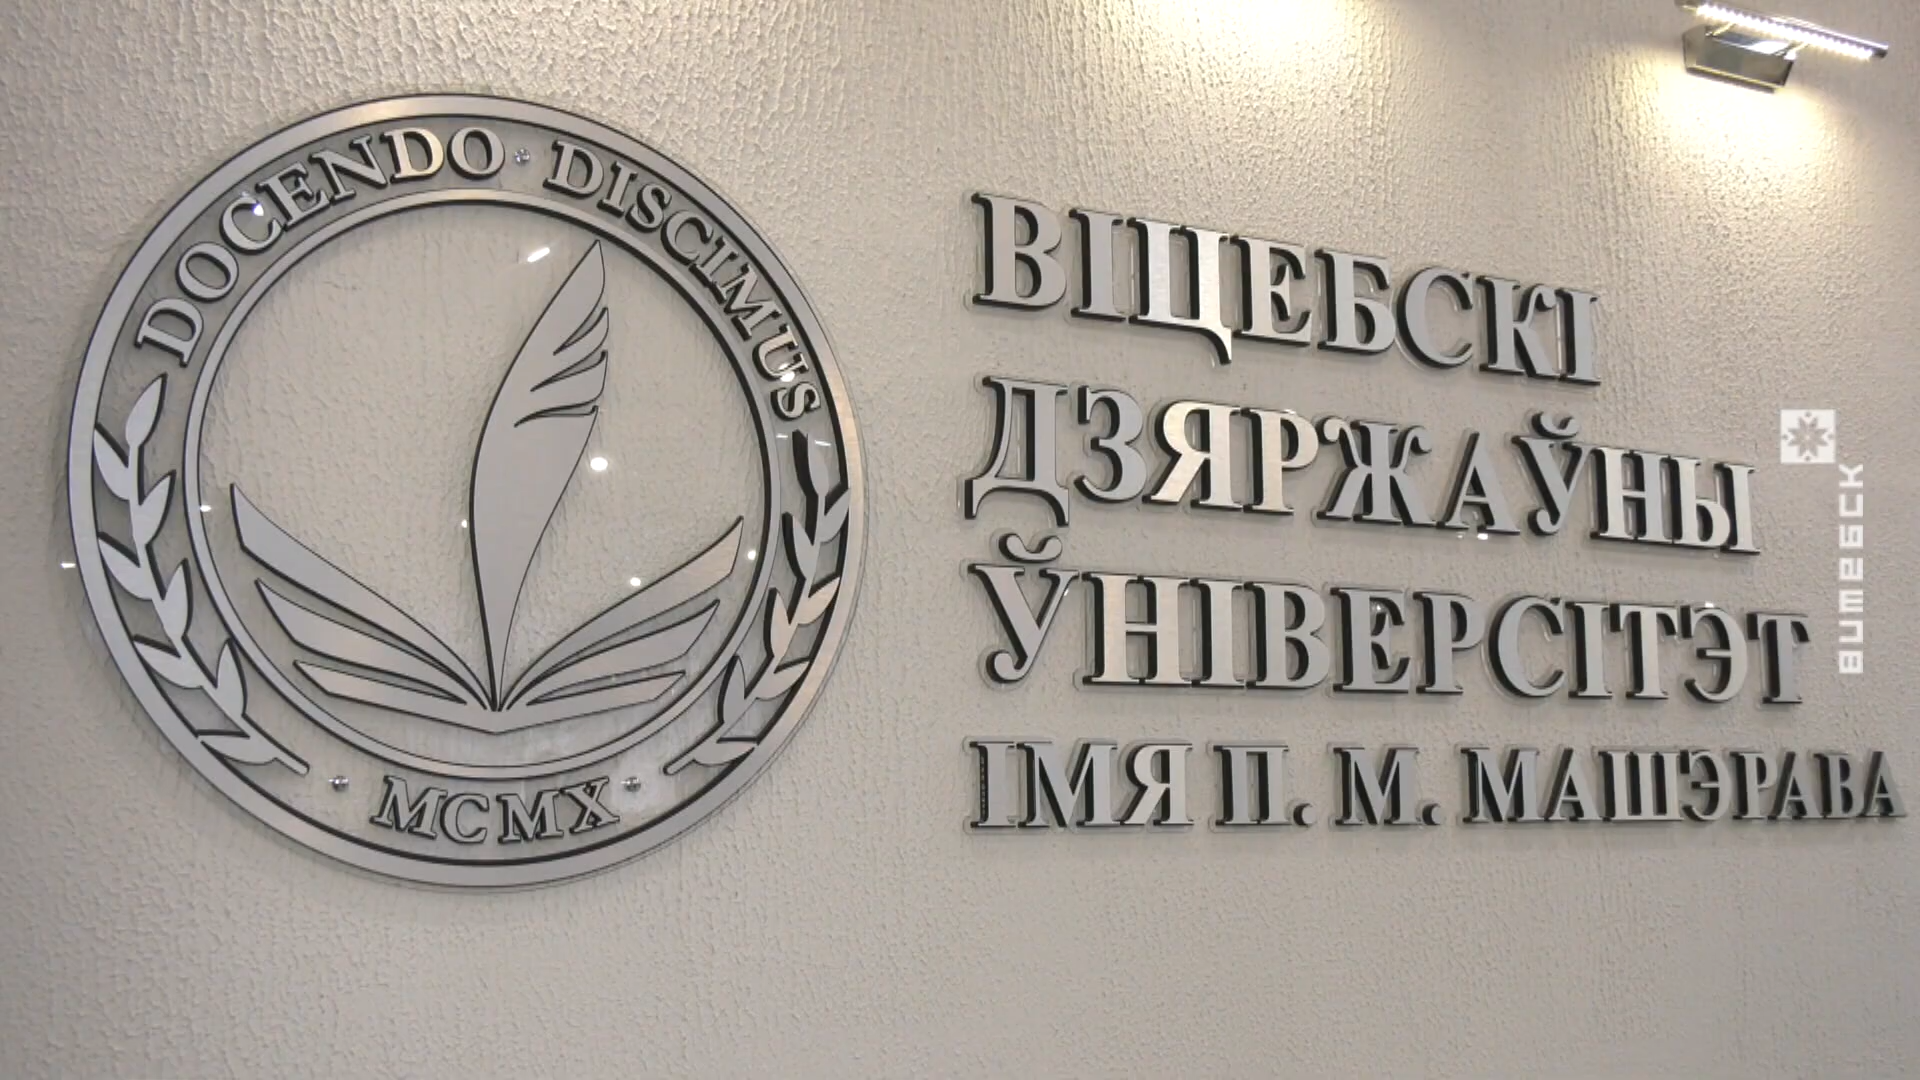 DOCENDO DISCIMUS
MCMX
ВІЦЕБСКІ
ДЗЯРЖАЎНЫ
ЎНІВЕРСІТЭТ
ІМЯ П. М. МАШЭРАВА
ВИТЕБСК